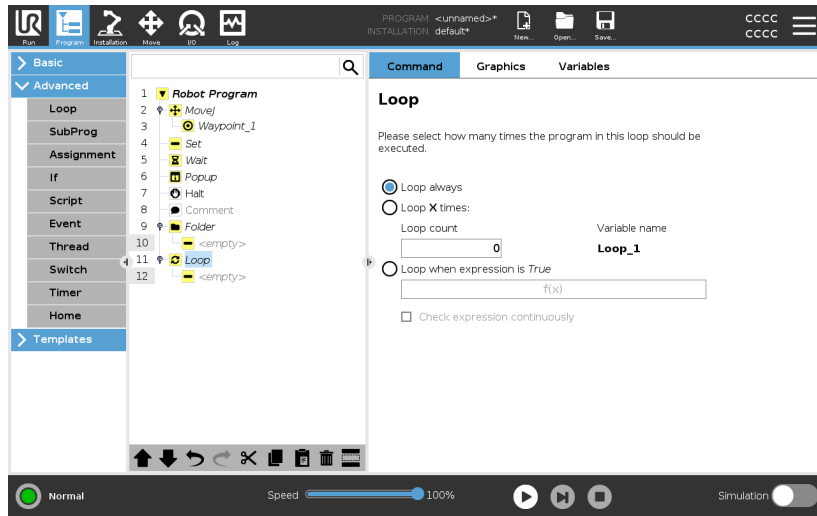 PROGRAM <unnamed>*
INSTALLATION default*
CCCC
CCCC
UR
Run
Program
Installation
Move
I/O
Log
New...
Open...
Save...
Basic
Advanced
Loop
SubProg
Assignment
If
Script
Event
Thread
Switch
Timer
Home
Templates
1 Robot Program
2 MoveJ
3 Waypoint_1
4 Set
5 Wait
6 Popup
7 Halt
8 Comment
9 Folder
10 <empty>
11 Loop
12 <empty>
Command Graphics Variables
Loop
Please select how many times the program in this loop should be
executed.
Loop always
Loop X times:
Loop count Variable name
0 Loop_1
Loop when expression is True
f(x)
Check expression continuously
Normal
Speed 100%
Simulation